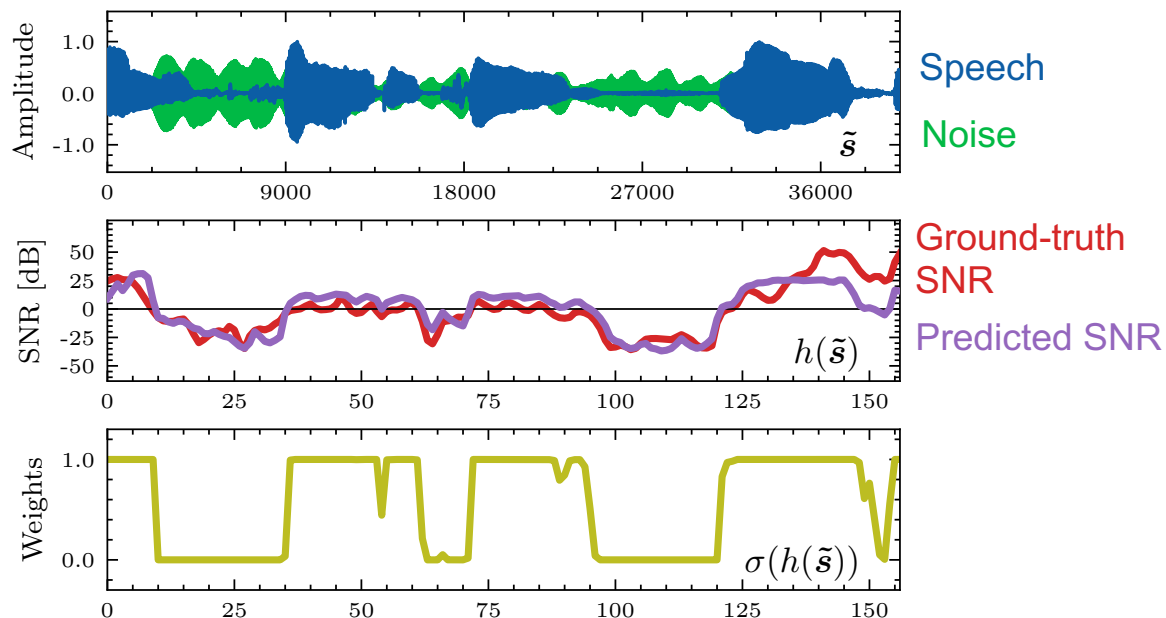 Amplitude
1.0
0.0
-1.0
s̃
0 9000 18000 27000 36000
Speech
Noise
SNR [dB]
50
25
0
-25
-50
h(s̃)
0 25 50 75 100 125 150
Ground-truth
SNR
Predicted SNR
Weights
1.0
0.0
σ(h(s̃))
0 25 50 75 100 125 150